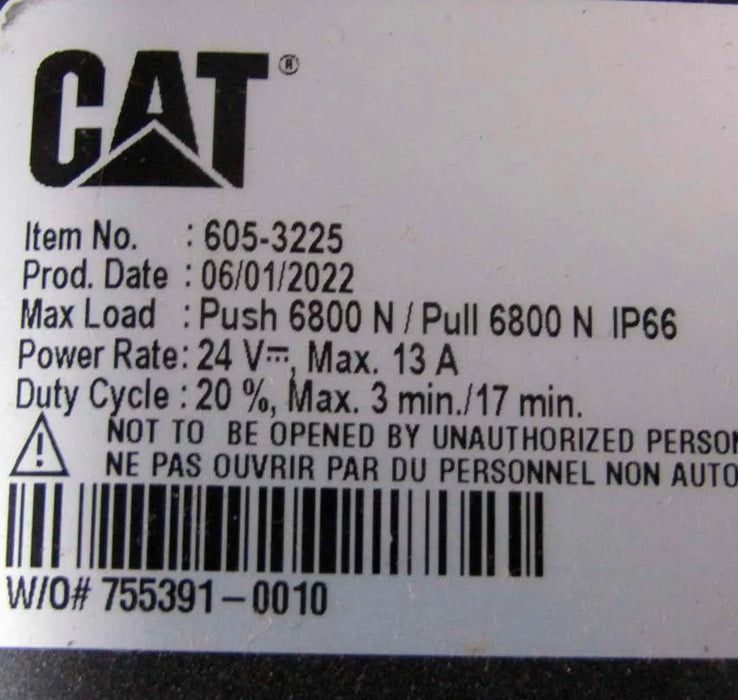 CAT®
Item No. : 605-3225
Prod. Date : 06/01/2022
Max Load : Push 6800 N / Pull 6800 N IP66
Power Rate: 24 V⎓, Max. 13 A
Duty Cycle : 20 %, Max. 3 min./17 min.
NOT TO BE OPENED BY UNAUTHORIZED PERSON
NE PAS OUVRIR PAR DU PERSONNEL NON AUTO
W/O# 755391-0010